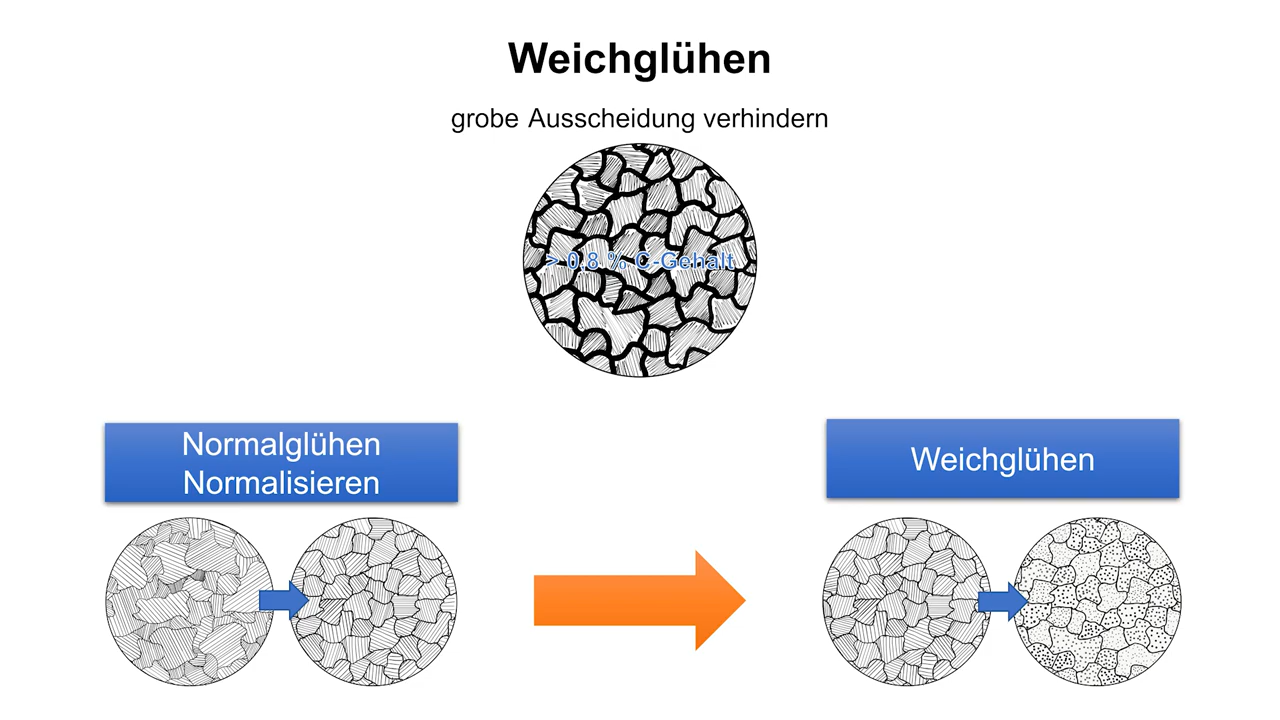 Weichglühen
grobe Ausscheidung verhindern
> 0,8 % C-Gehalt
Normalglühen
Normalisieren
Weichglühen